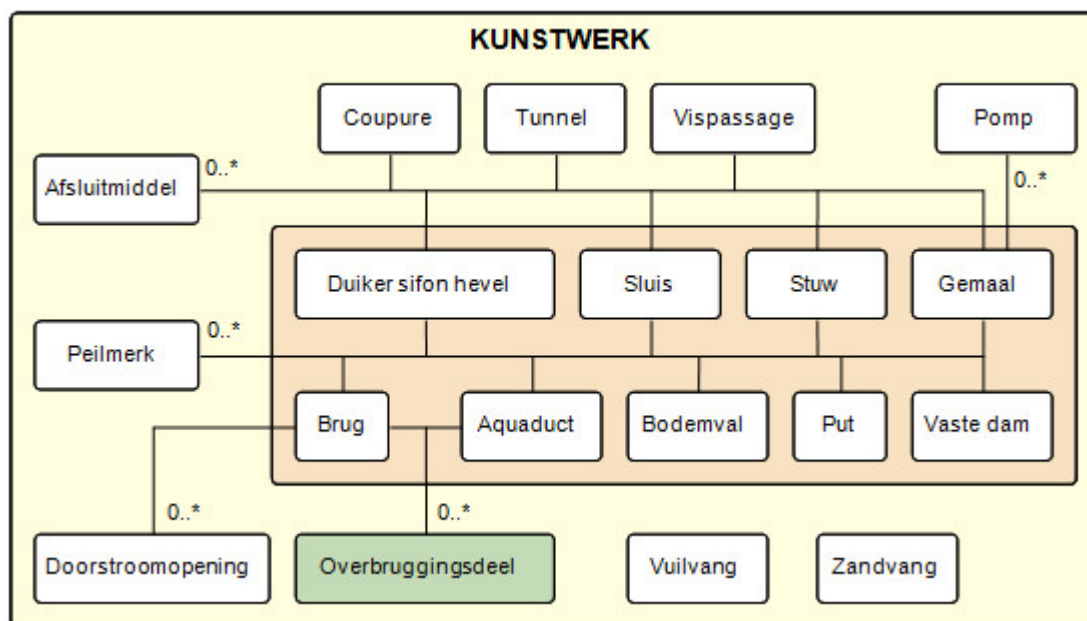 KUNSTWERK
Coupure
Tunnel
Vispassage
Pomp
Afsluitmiddel
0..*
0..*
Duiker sifon hevel
Sluis
Stuw
Gemaal
Peilmerk
0..*
Brug
Aquaduct
Bodemval
Put
Vaste dam
0..*
0..*
Doorstroomopening
Overbruggingsdeel
Vuilvang
Zandvang